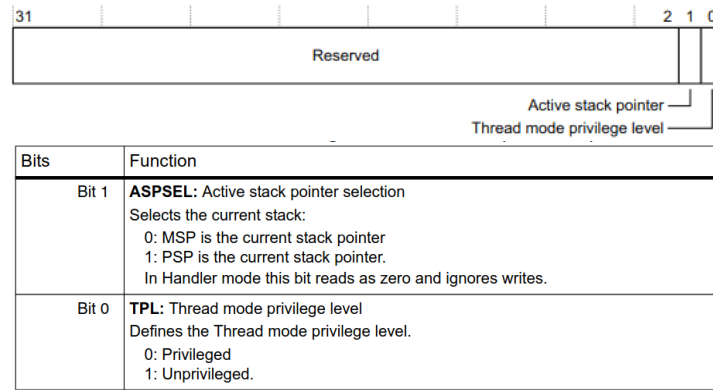 31 2 1 0
Reserved
Active stack pointer
Thread mode privilege level
Bits Function
Bit 1 ASPSEL: Active stack pointer selection
Selects the current stack:
0: MSP is the current stack pointer
1: PSP is the current stack pointer.
In Handler mode this bit reads as zero and ignores writes.
Bit 0 TPL: Thread mode privilege level
Defines the Thread mode privilege level.
0: Privileged
1: Unprivileged.